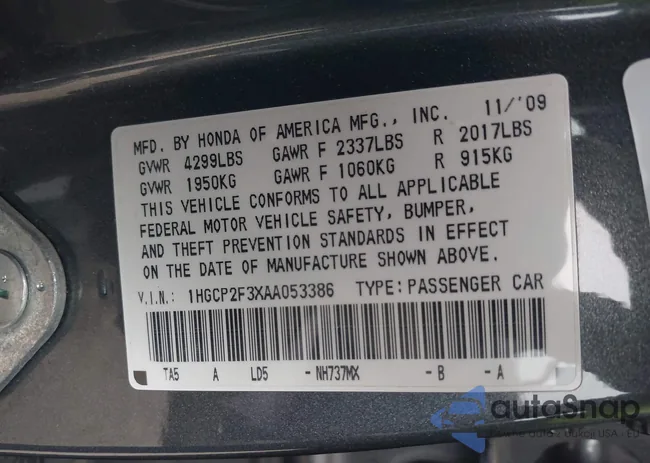 MFD. BY HONDA OF AMERICA MFG., INC. 11/'09
GVWR 4299LBS GAWR F 2337LBS R 2017LBS
GVWR 1950KG GAWR F 1060KG R 915KG
THIS VEHICLE CONFORMS TO ALL APPLICABLE
FEDERAL MOTOR VEHICLE SAFETY, BUMPER,
AND THEFT PREVENTION STANDARDS IN EFFECT
ON THE DATE OF MANUFACTURE SHOWN ABOVE.
V.I.N.: 1HGCP2F3XAA053386 TYPE: PASSENGER CAR
TA5 A LD5 -NH737MX -B -A
autoSnap
USA - EU